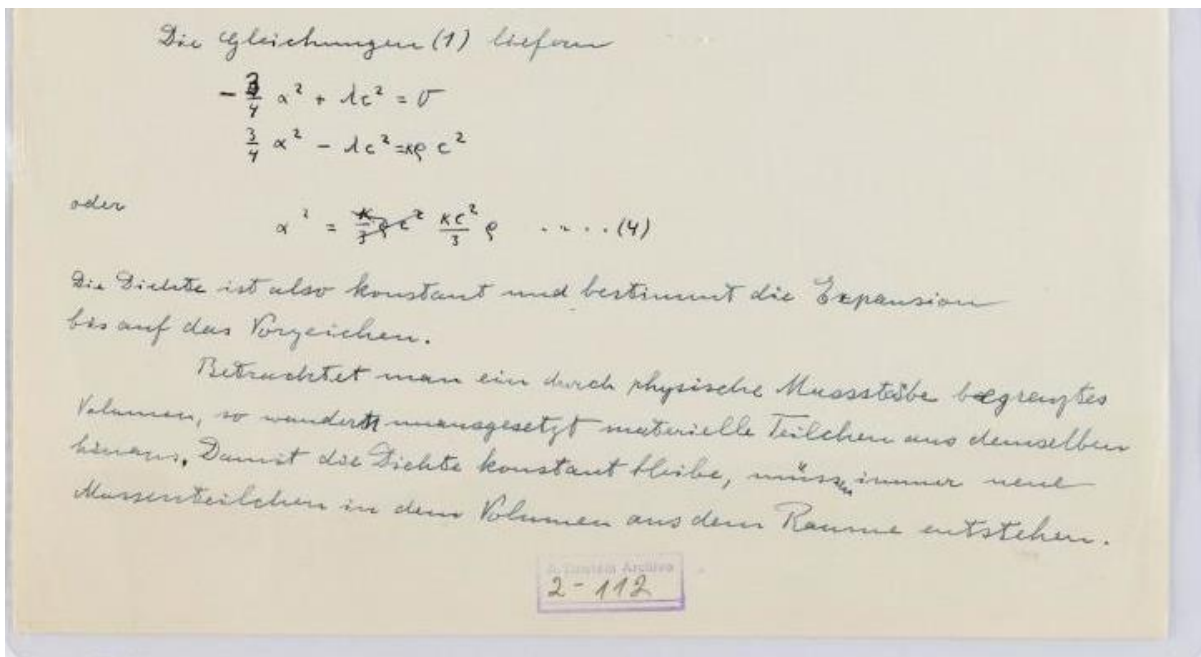 Die Gleichungen (1) liefern
- 3/4 α² + λc² = 0
3/4 α² - λc² = κρ c²
oder
α² = κc²/3 ρ ....(4)
Die Dichte ist also konstant und bestimmt die Expansion
bis auf das Vorzeichen.
Betrachtet man ein durch physische Massstäbe begrenztes
Volumen, so wandern unausgesetzt materielle Teilchen aus demselben
hinaus. Damit die Dichte konstant bleibe, müssen immer neue
Massenteilchen in dem Volumen aus dem Raume entstehen.
Einstein Archive
2-112